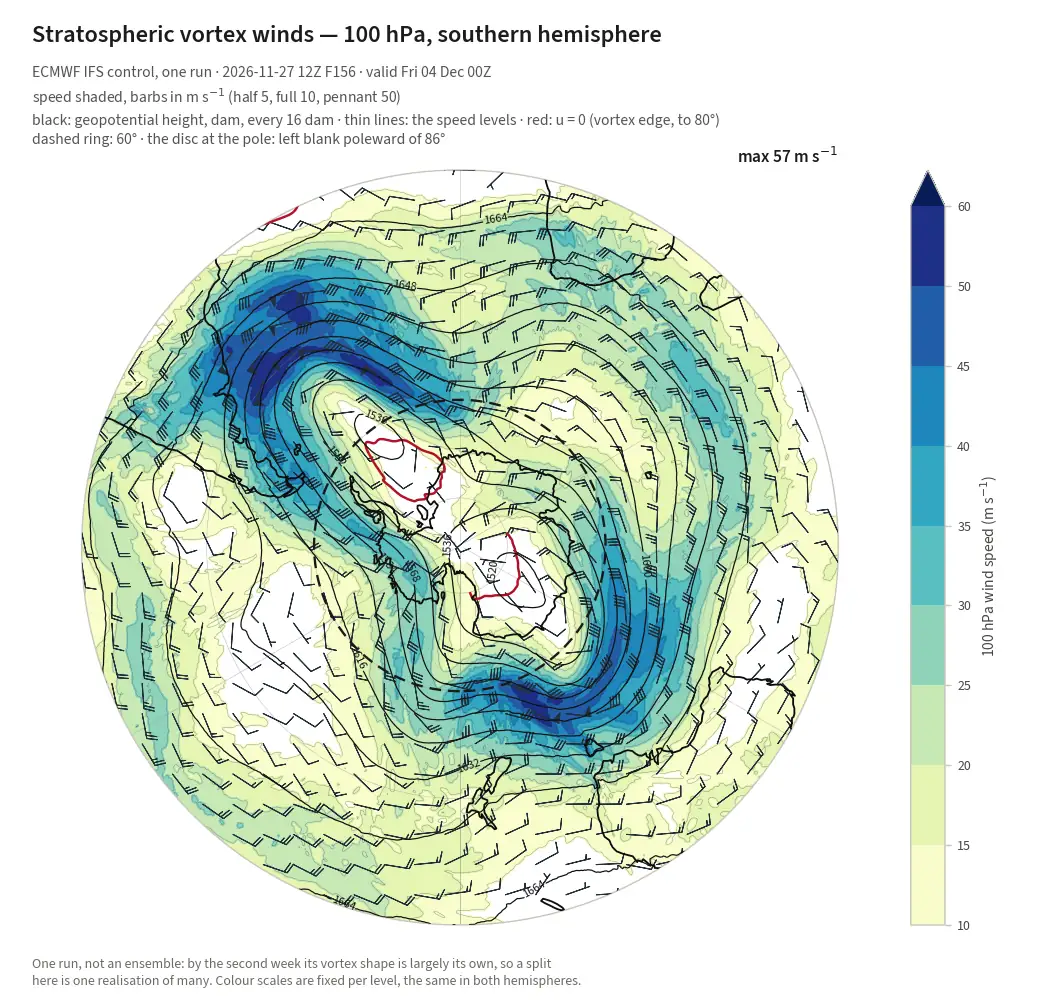 Stratospheric vortex winds — 100 hPa, southern hemisphere
ECMWF IFS control, one run · 2026-11-27 12Z F156 · valid Fri 04 Dec 00Z
speed shaded, barbs in m s⁻¹ (half 5, full 10, pennant 50)
black: geopotential height, dam, every 16 dam · thin lines: the speed levels · red: u = 0 (vortex edge, to 80°)
dashed ring: 60° · the disc at the pole: left blank poleward of 86°
max 57 m s⁻¹
1664
1648
1536
1536
1520
1632
1664
1664
60
50
45
40
35
30
25
20
15
10
100 hPa wind speed (m s⁻¹)
One run, not an ensemble: by the second week its vortex shape is largely its own, so a split
here is one realisation of many. Colour scales are fixed per level, the same in both hemispheres.